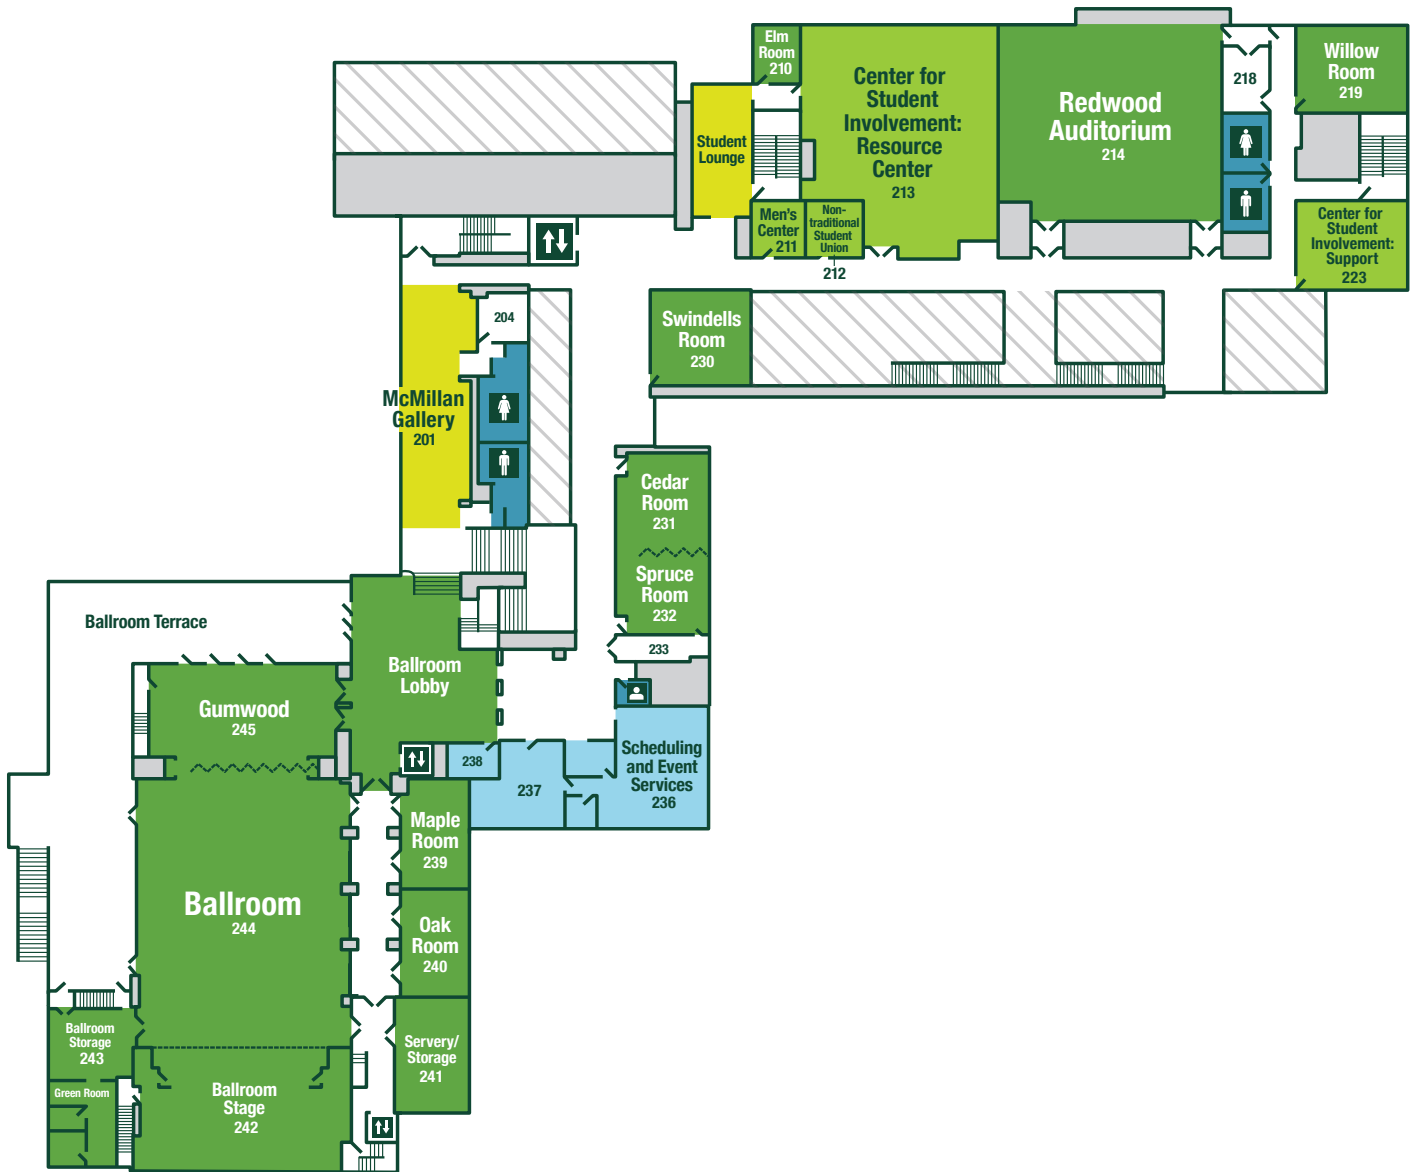 Elm
Room
210
Center for
Student
Involvement:
Resource
Center
213
Redwood
Auditorium
214
218
Willow
Room
219
Student
Lounge
Men's
Center
211
Non-
traditional
Student
Union
212
Center for
Student
Involvement:
Support
223
204
Swindells
Room
230
McMillan
Gallery
201
Cedar
Room
231
Spruce
Room
232
233
Ballroom Terrace
Ballroom
Lobby
Gumwood
245
238
237
Scheduling
and Event
Services
236
Maple
Room
239
Ballroom
244
Oak
Room
240
Ballroom
Storage
243
Servery/
Storage
241
Green Room
Ballroom
Stage
242